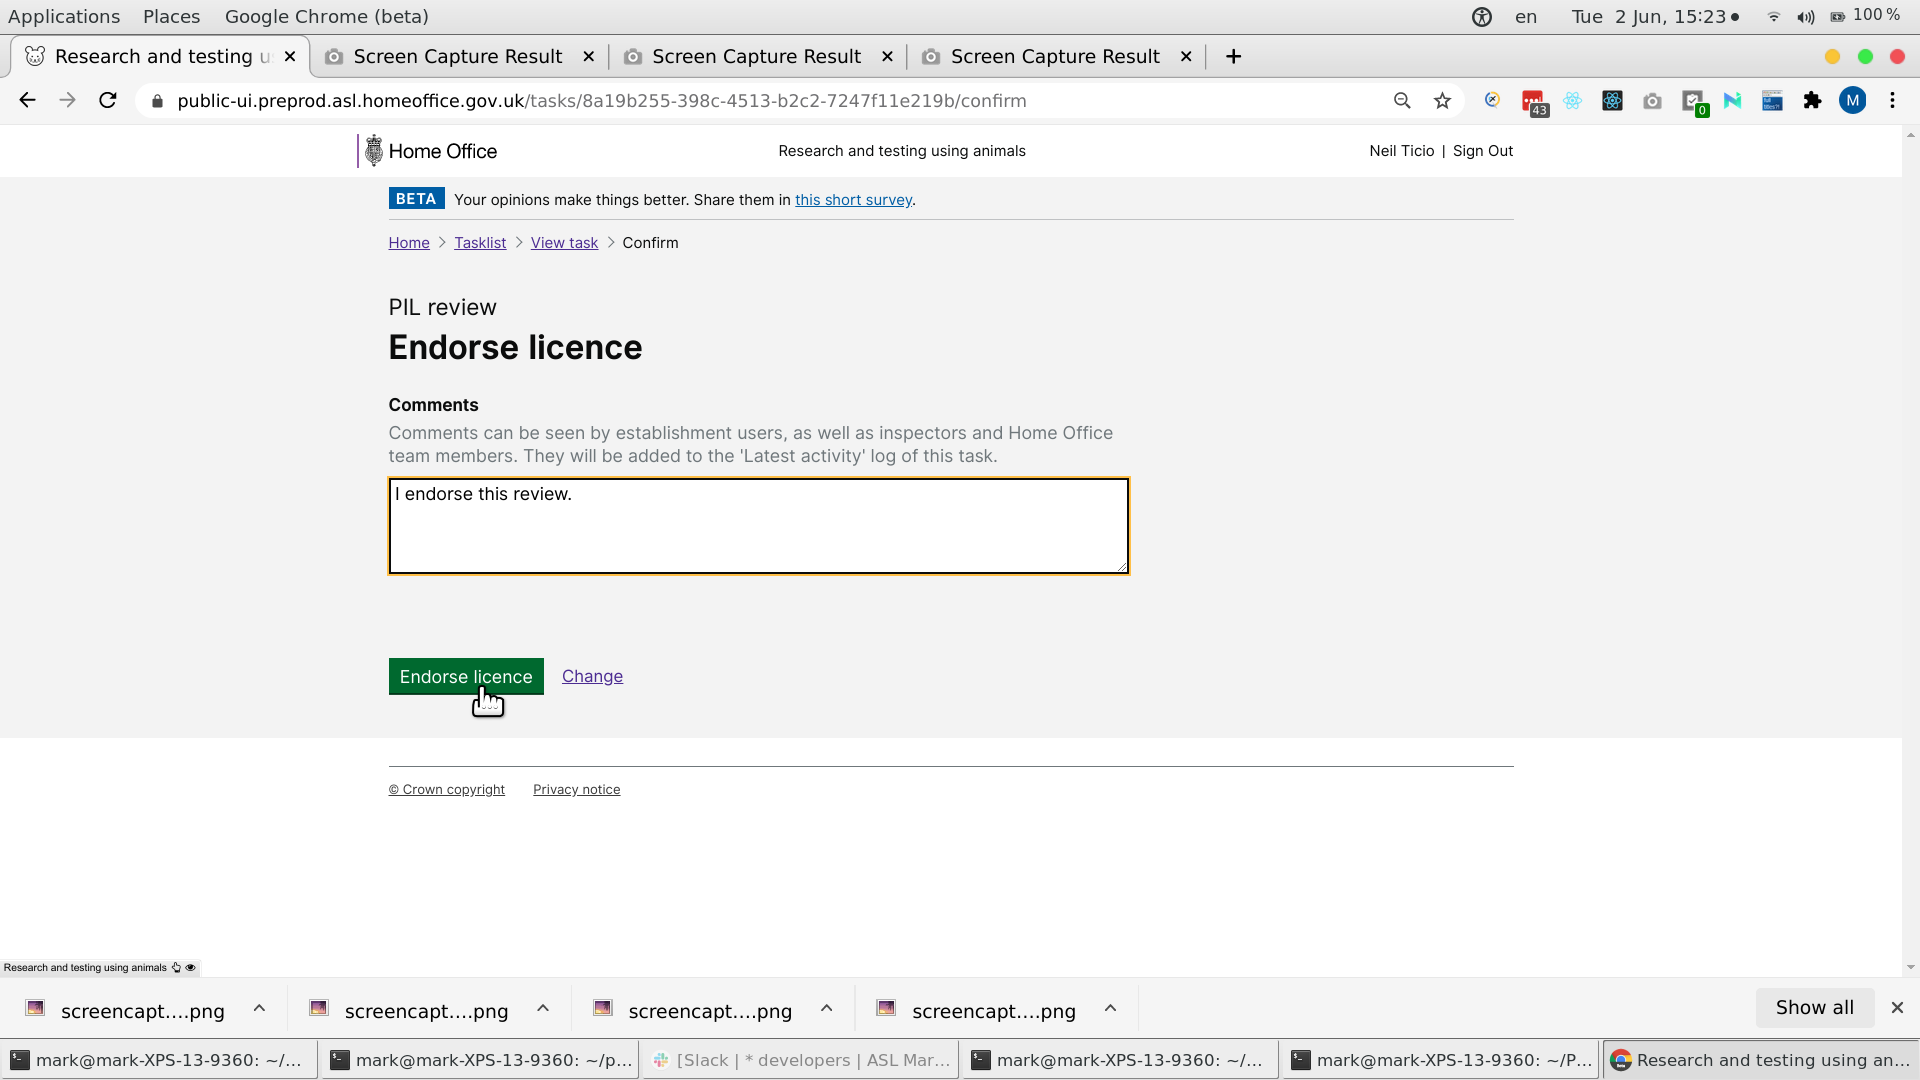 Applications Places Google Chrome (beta) en Tue 2 Jun, 15:23 100 %
Research and testing u Screen Capture Result Screen Capture Result Screen Capture Result
public-ui.preprod.asl.homeoffice.gov.uk/tasks/8a19b255-398c-4513-b2c2-7247f11e219b/confirm 43 0 M
Home Office Research and testing using animals Neil Ticio | Sign Out
BETA Your opinions make things better. Share them in this short survey.
Home Tasklist View task Confirm
PIL review
Endorse licence
Comments
Comments can be seen by establishment users, as well as inspectors and Home Office
team members. They will be added to the 'Latest activity' log of this task.
I endorse this review.
Endorse licence Change
© Crown copyright Privacy notice
Research and testing using animals
screencapt....png screencapt....png screencapt....png screencapt....png Show all
mark@mark-XPS-13-9360: ~/... mark@mark-XPS-13-9360: ~/p... [Slack | * developers | ASL Mar... mark@mark-XPS-13-9360: ~/... mark@mark-XPS-13-9360: ~/P... Research and testing using an...